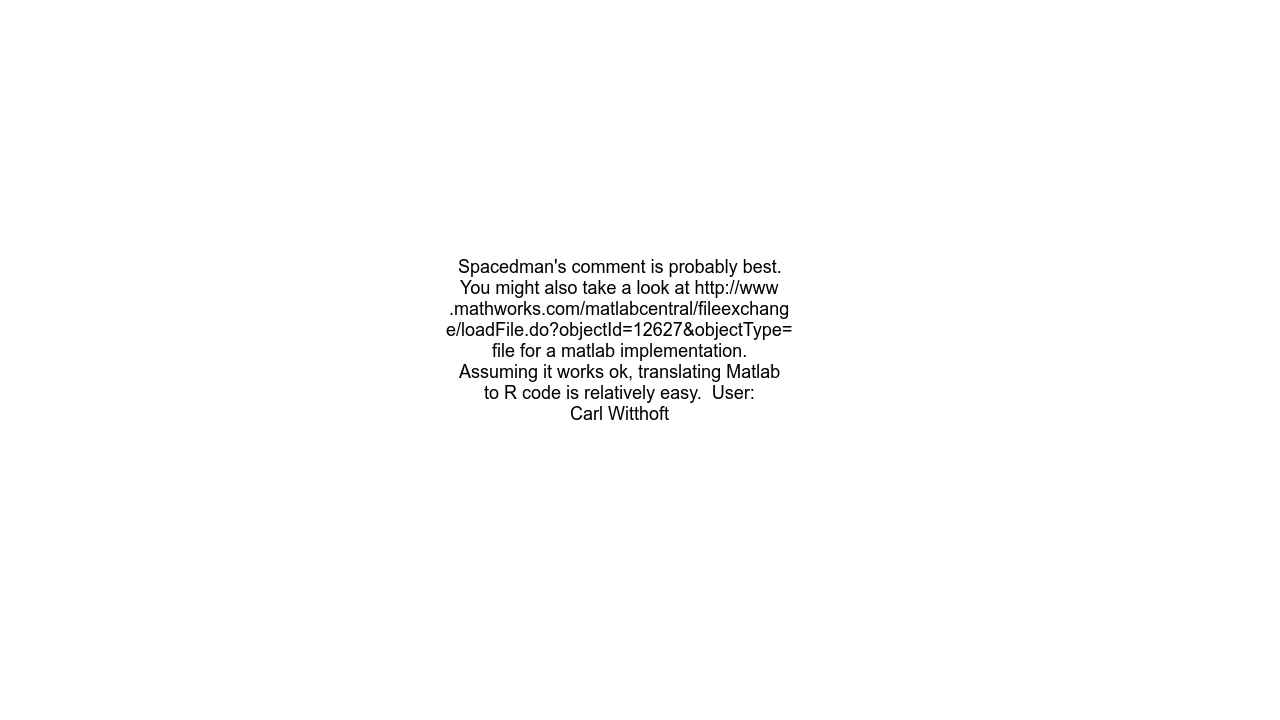 Spacedman's comment is probably best.
You might also take a look at http://www
.mathworks.com/matlabcentral/fileexchang
e/loadFile.do?objectId=12627&objectType=
file for a matlab implementation.
Assuming it works ok, translating Matlab
to R code is relatively easy.  User:
Carl Witthoft